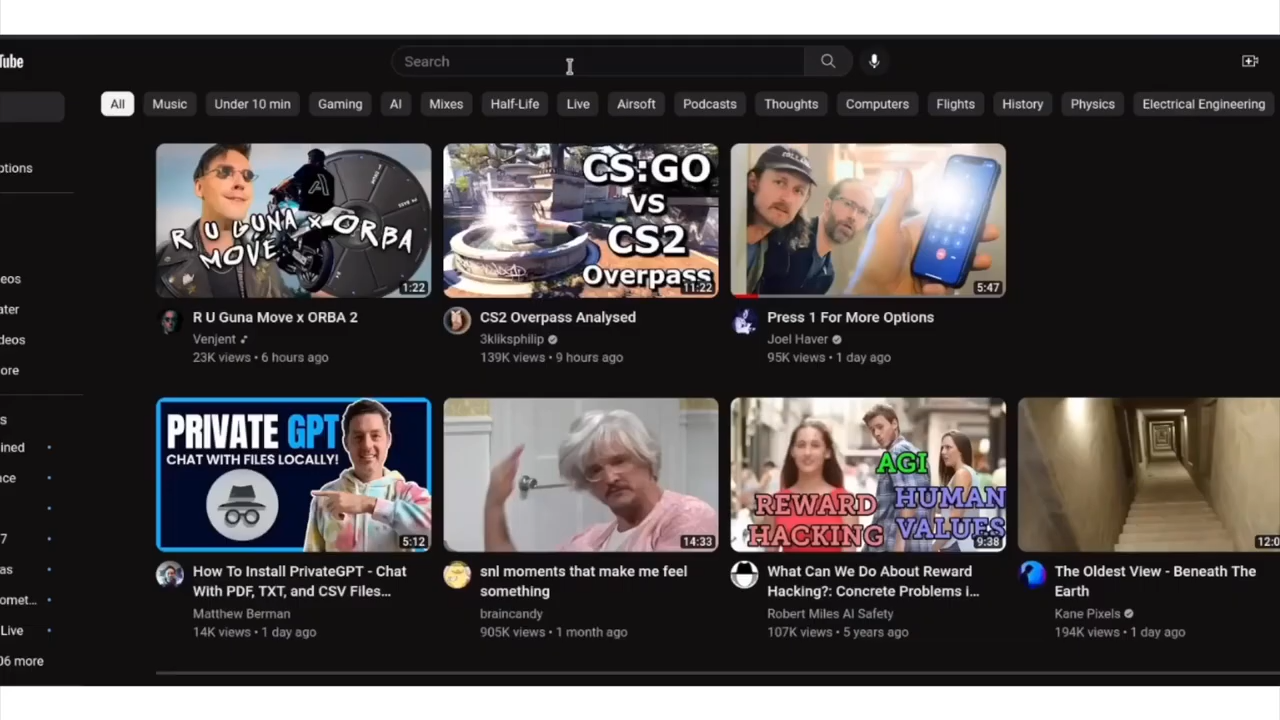 Tube
Search
All Music Under 10 min Gaming AI Mixes Half-Life Live Airsoft Podcasts Thoughts Computers Flights History Physics Electrical Engineering
ptions
eos
ater
deos
ore
s
ined
nce
7
as
omet...
Live
06 more
R U GUNA x ORBA
MOVE
1:22
CS:GO
VS
CS2
Overpass
11:22
5:47
R U Guna Move x ORBA 2
Venjent
23K views • 6 hours ago
CS2 Overpass Analysed
3kliksphilip
139K views • 9 hours ago
Press 1 For More Options
Joel Haver
95K views • 1 day ago
PRIVATE GPT
CHAT WITH FILES LOCALLY!
5:12
14:33
AGI
REWARD
HACKING
HUMAN
VALUES
9:38
12:0
How To Install PrivateGPT - Chat
With PDF, TXT, and CSV Files...
Matthew Berman
14K views • 1 day ago
snl moments that make me feel
something
braincandy
905K views • 1 month ago
What Can We Do About Reward
Hacking?: Concrete Problems i...
Robert Miles AI Safety
107K views • 5 years ago
The Oldest View - Beneath The
Earth
Kane Pixels
194K views • 1 day ago